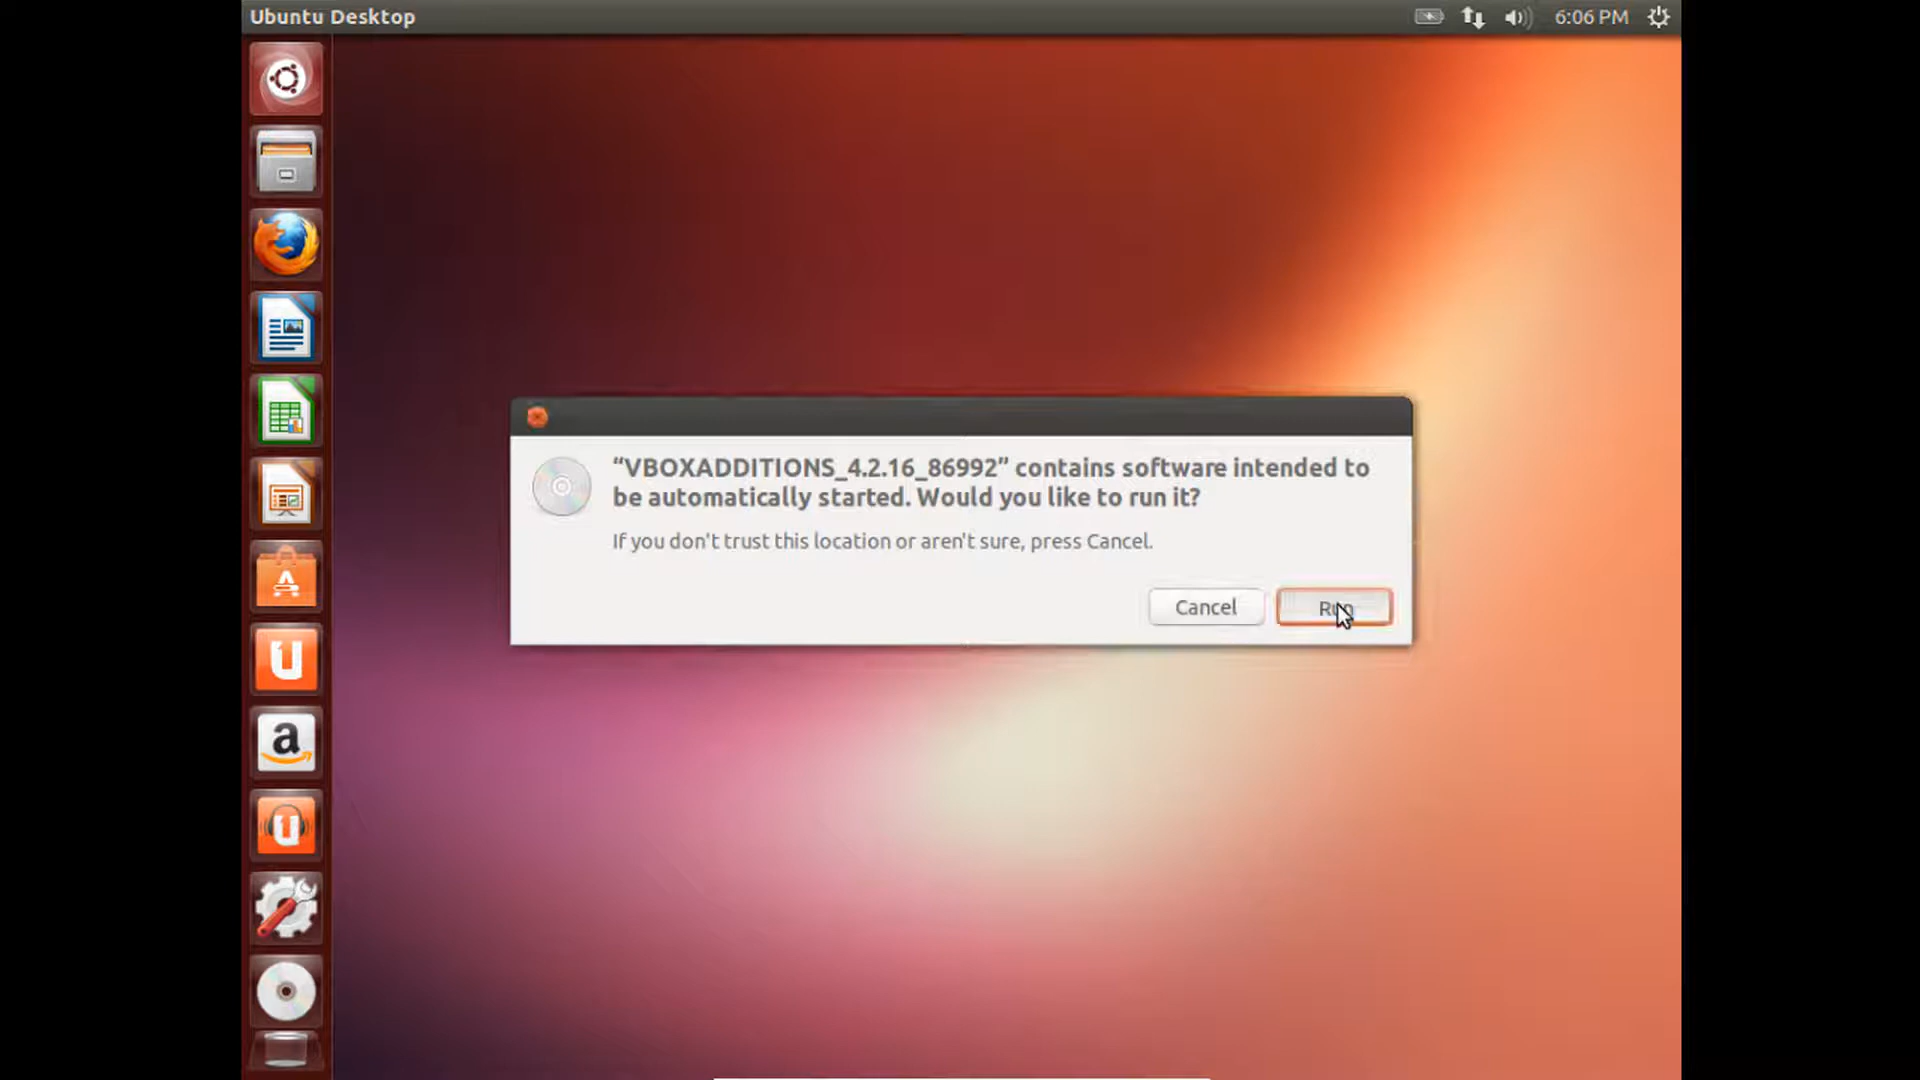 Ubuntu Desktop
6:06 PM
“VBOXADDITIONS_4.2.16_86992” contains software intended to
be automatically started. Would you like to run it?
If you don't trust this location or aren't sure, press Cancel.
Cancel
Run